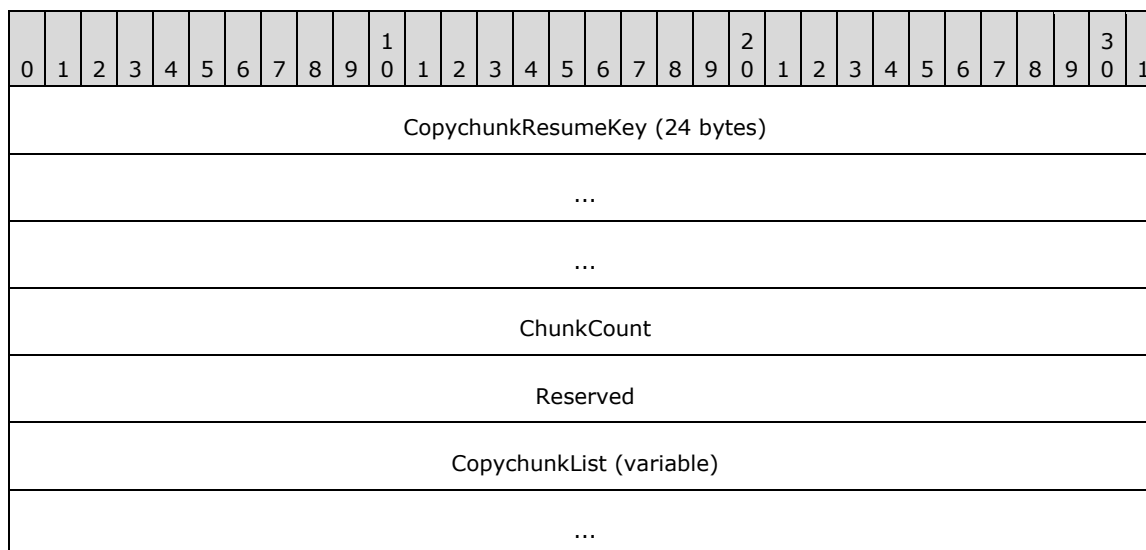 1 2 3
0 1 2 3 4 5 6 7 8 9 0 1 2 3 4 5 6 7 8 9 0 1 2 3 4 5 6 7 8 9 0 1
CopychunkResumeKey (24 bytes)
...
...
ChunkCount
Reserved
CopychunkList (variable)
...